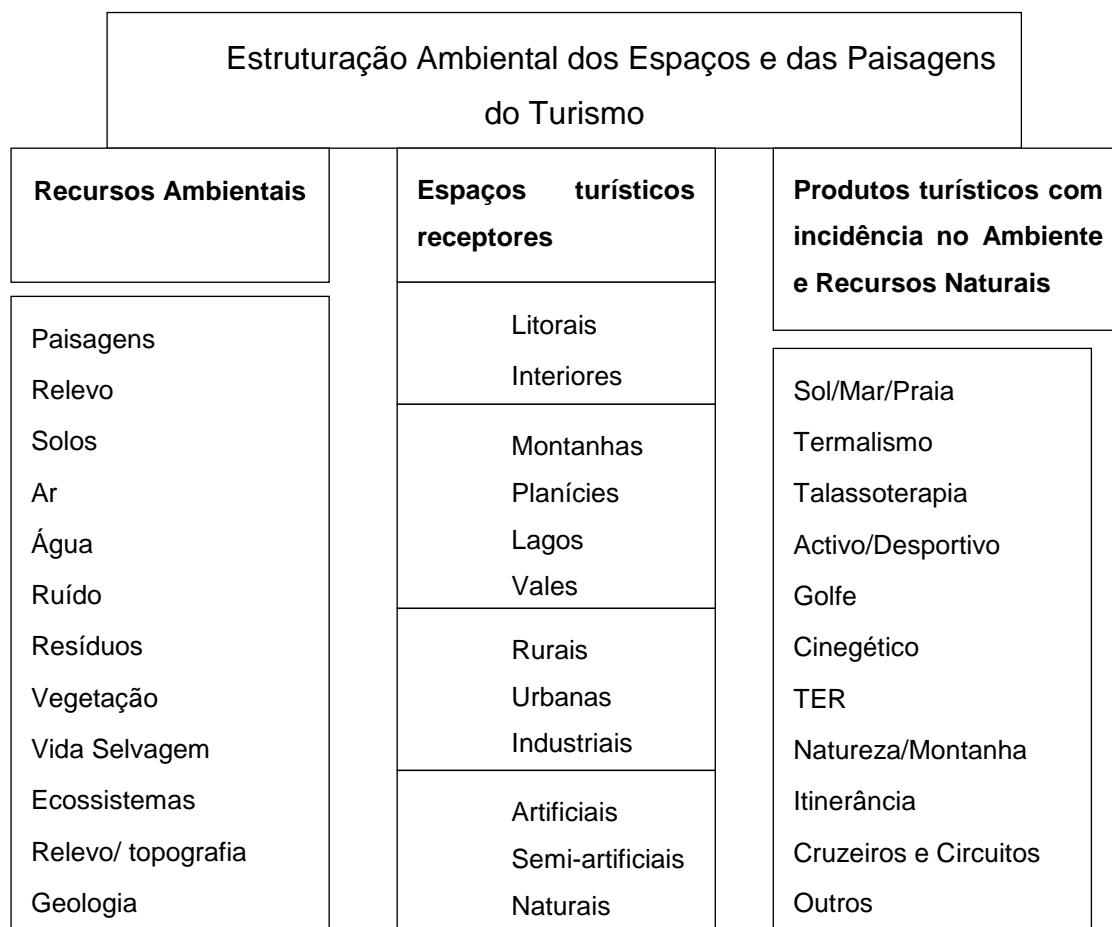 Estruturação Ambiental dos Espaços e das Paisagens
do Turismo
Recursos Ambientais
Paisagens
Relevo
Solos
Ar
Água
Ruído
Resíduos
Vegetação
Vida Selvagem
Ecossistemas
Relevo/ topografia
Geologia
Espaços turísticos
receptores
Litorais
Interiores
Montanhas
Planícies
Lagos
Vales
Rurais
Urbanas
Industriais
Artificiais
Semi-artificiais
Naturais
Produtos turísticos com
incidência no Ambiente
e Recursos Naturais
Sol/Mar/Praia
Termalismo
Talassoterapia
Activo/Desportivo
Golfe
Cinegético
TER
Natureza/Montanha
Itinerância
Cruzeiros e Circuitos
Outros